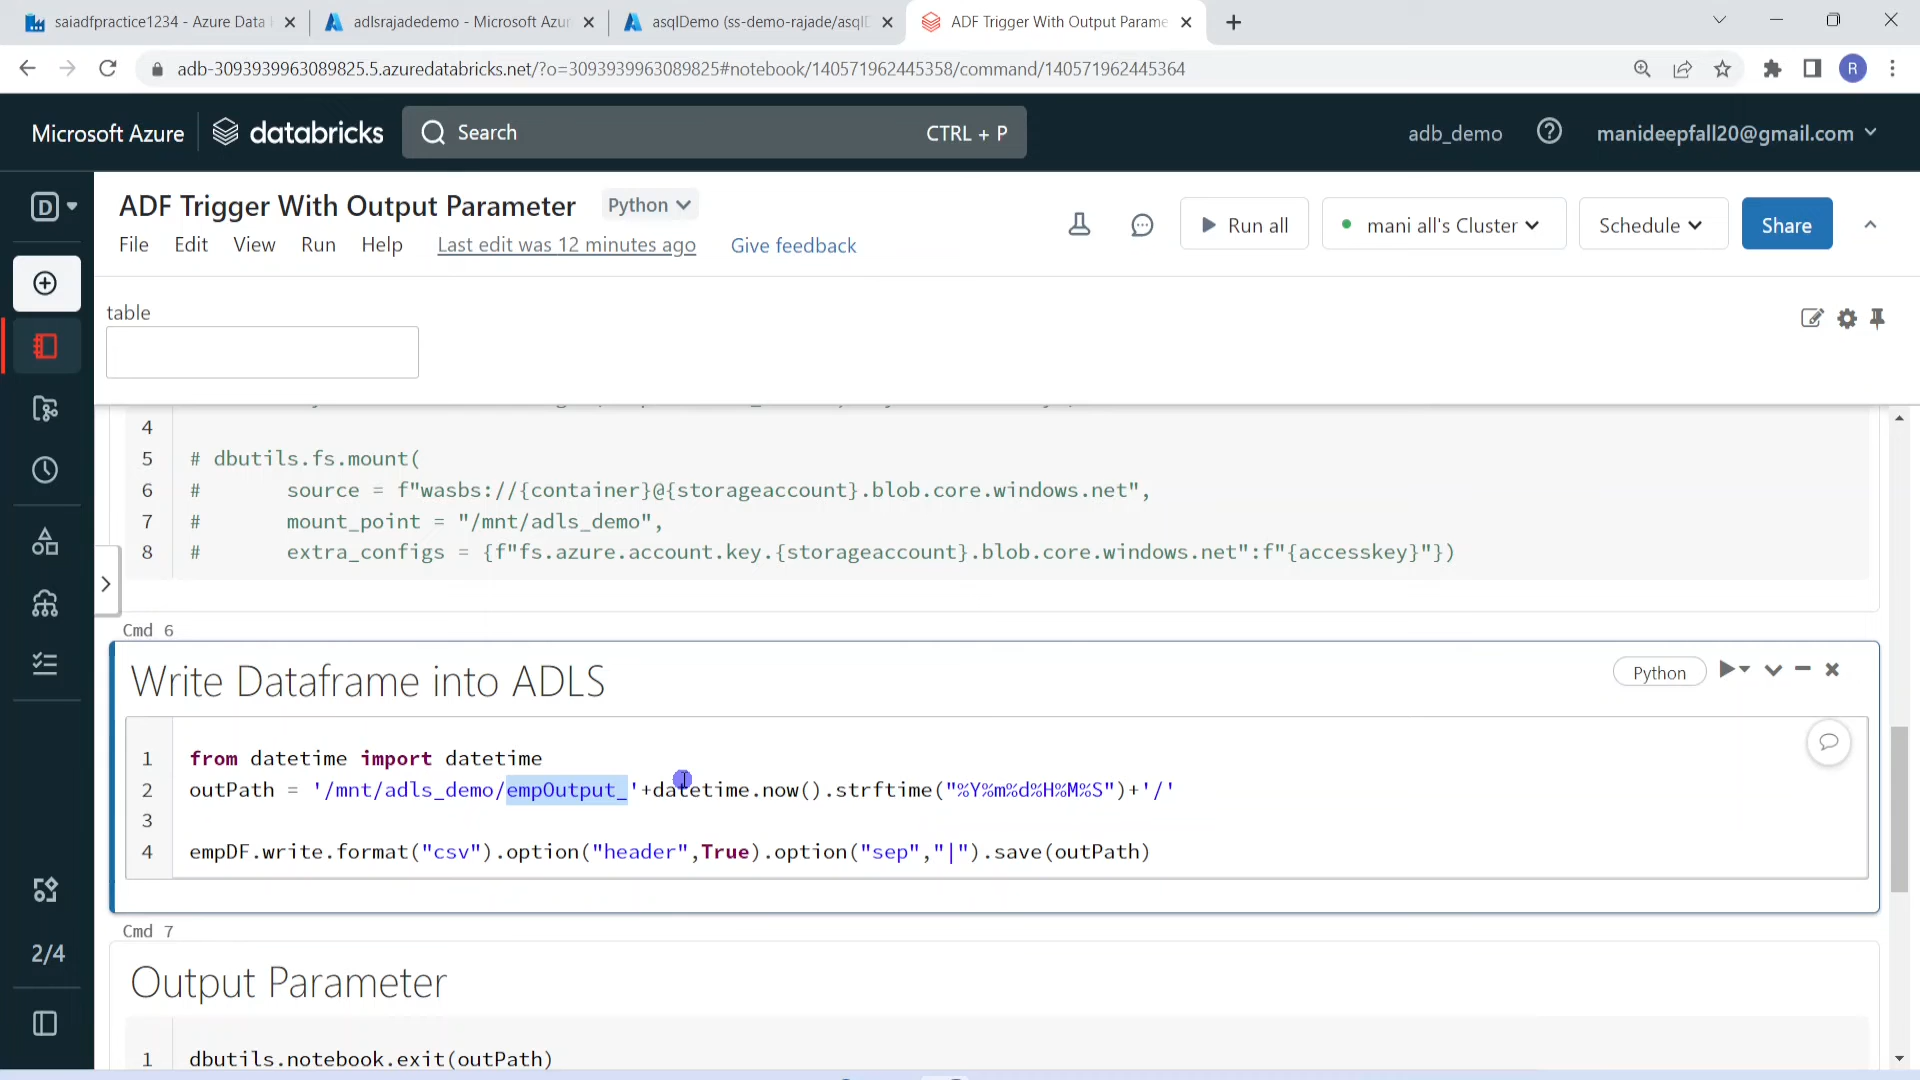 saiadfpractice1234 - Azure Data
adlsrajadedemo - Microsoft Azur
asqlDemo (ss-demo-rajade/asqlD
ADF Trigger With Output Parame
adb-3093939963089825.5.azuredatabricks.net/?o=3093939963089825#notebook/140571962445358/command/140571962445364
R
Microsoft Azure
databricks
Search
CTRL + P
adb_demo
manideepfall20@gmail.com
D
ADF Trigger With Output Parameter
Python
File
Edit
View
Run
Help
Last edit was 12 minutes ago
Give feedback
Run all
mani all's Cluster
Schedule
Share
table
4
5 # dbutils.fs.mount(
6 # source = f"wasbs://{container}@{storageaccount}.blob.core.windows.net",
7 # mount_point = "/mnt/adls_demo",
8 # extra_configs = {f"fs.azure.account.key.{storageaccount}.blob.core.windows.net":f"{accesskey}"})
Cmd 6
Write Dataframe into ADLS
Python
1 from datetime import datetime
2 outPath = '/mnt/adls_demo/empOutput_'+datetime.now().strftime("%Y%m%d%H%M%S")+'/'
3
4 empDF.write.format("csv").option("header",True).option("sep","|").save(outPath)
Cmd 7
2/4
Output Parameter
1 dbutils.notebook.exit(outPath)